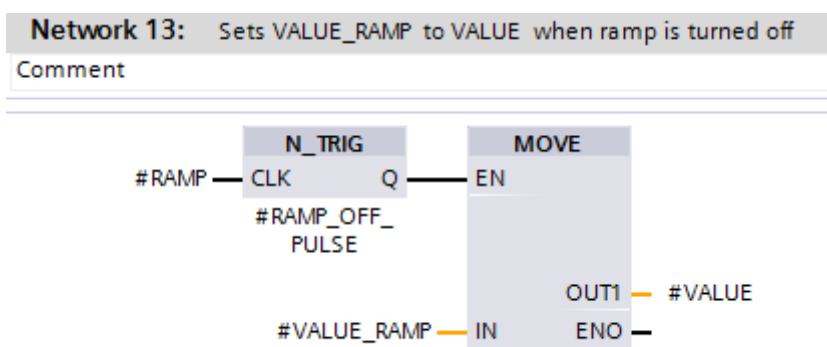 Network 13: Sets VALUE_RAMP to VALUE when ramp is turned off
Comment
N_TRIG MOVE
#RAMP CLK Q EN
#RAMP_OFF_
PULSE
OUT1 #VALUE
#VALUE_RAMP IN ENO